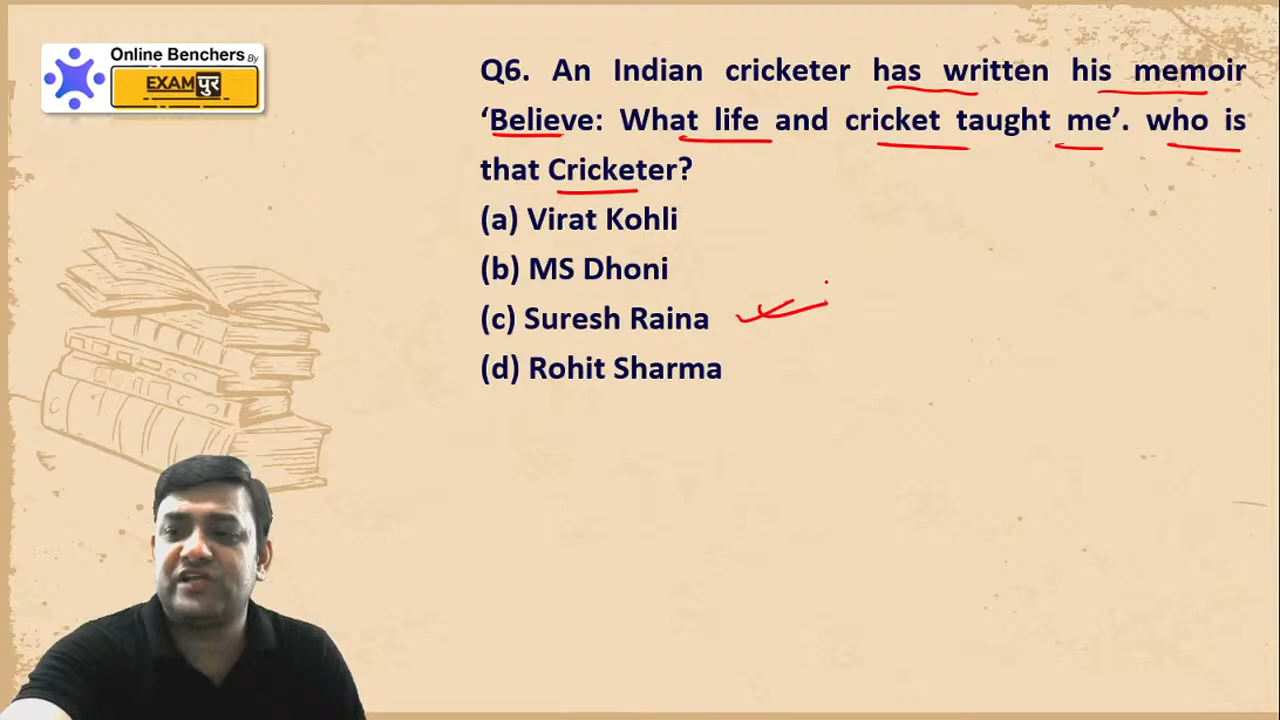 Online Benchers By
EXAMपुर
Q6. An Indian cricketer has written his memoir
‘Believe: What life and cricket taught me’. who is
that Cricketer?
(a) Virat Kohli
(b) MS Dhoni
(c) Suresh Raina
(d) Rohit Sharma